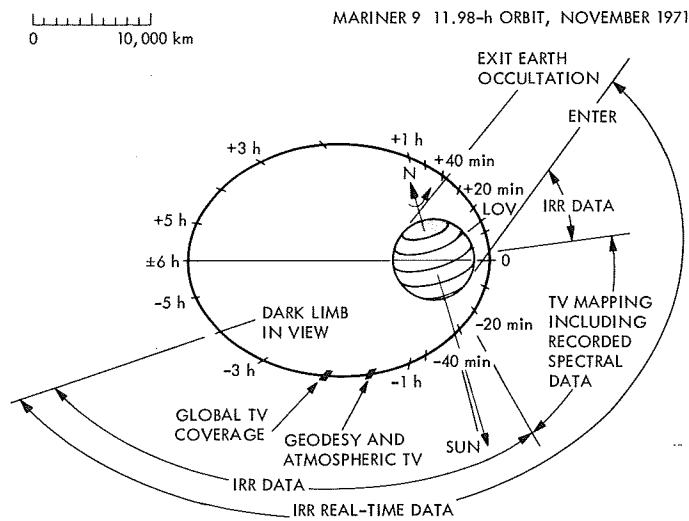 MARINER 9 11.98-h ORBIT, NOVEMBER 1971
0
10,000 km
EXIT EARTH
OCCULTATION
ENTER
+1 h
+3 h
+40 min
N
+20 min
LOV
IRR DATA
+5 h
±6 h
0
-5 h
DARK LIMB
IN VIEW
-20 min
TV MAPPING
INCLUDING
RECORDED
SPECTRAL
DATA
-3 h
-40 min
-1 h
GLOBAL TV
COVERAGE
GEODESY AND
ATMOSPHERIC TV
SUN
IRR DATA
IRR REAL-TIME DATA